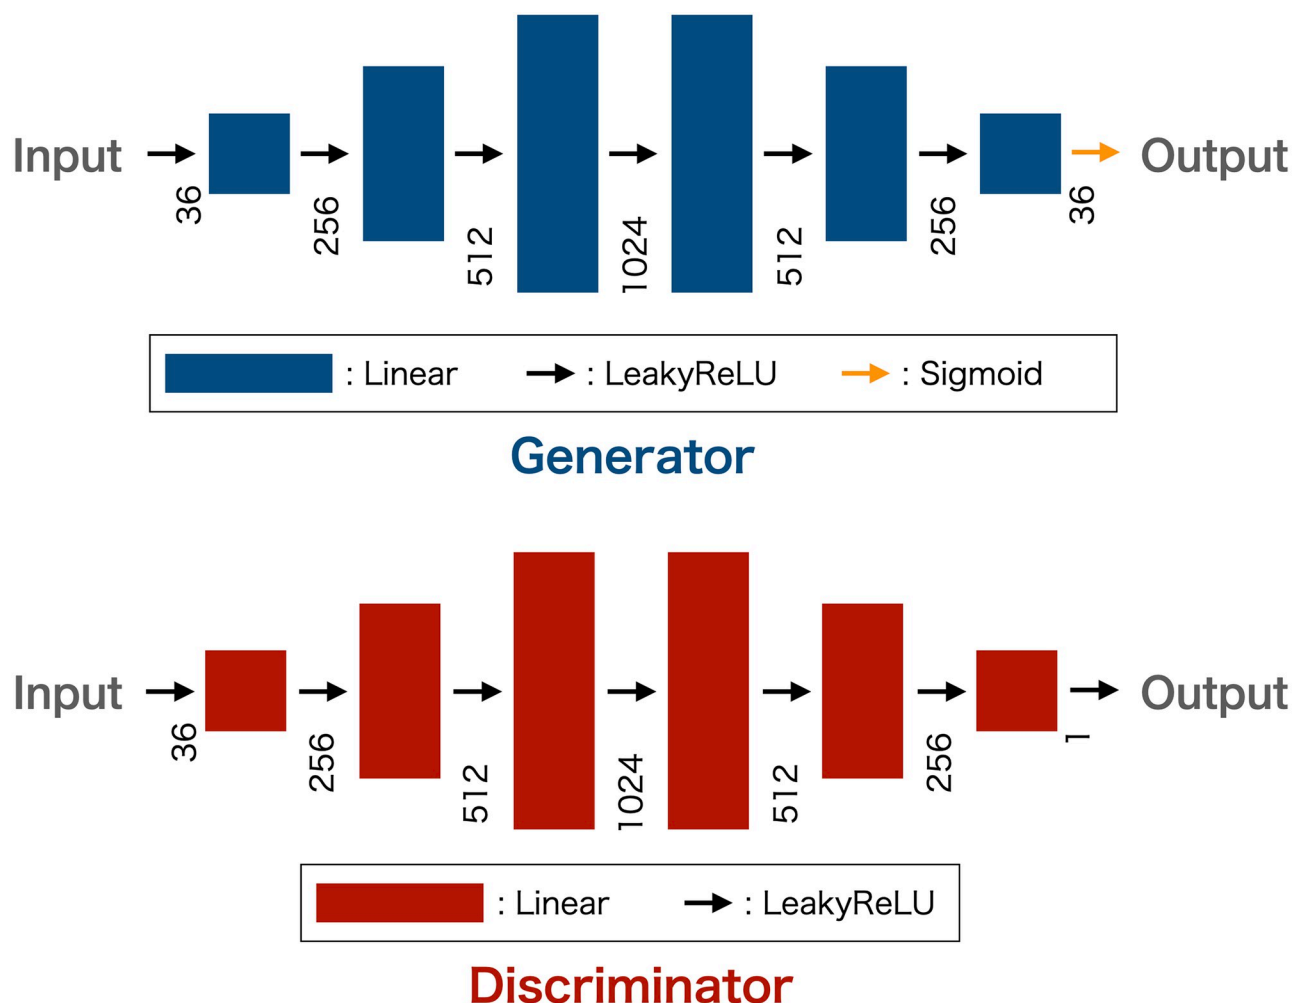 Input
36
256
512
1024
512
256
36
Output
: Linear : LeakyReLU : Sigmoid
Generator
Input
36
256
512
1024
512
256
1
Output
: Linear : LeakyReLU
Discriminator